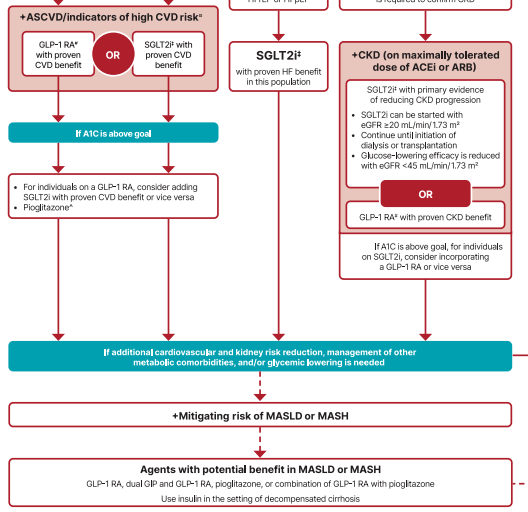 is required to confirm CKD
+ASCVD/indicators of high CVD risk
GLP-1 RA# with proven
CVD benefit
OR
SGLT2i‡ with
proven CVD
benefit
If A1C is above goal
• For individuals on a GLP-1 RA, consider adding
SGLT2i with proven CVD benefit or vice versa
• Pioglitazone^
SGLT2i‡
with proven HF benefit
in this population
+CKD (on maximally tolerated
dose of ACEi or ARB)
SGLT2i‡ with primary evidence
of reducing CKD progression
• SGLT2i can be started with
eGFR ≥20 mL/min/1.73 m²
• Continue until initiation of
dialysis or transplantation
• Glucose-lowering efficacy is reduced
with eGFR <45 mL/min/1.73 m²
OR
GLP-1 RA# with proven CKD benefit
If A1C is above goal, for individuals
on SGLT2i, consider incorporating
a GLP-1 RA or vice versa
If additional cardiovascular and kidney risk reduction, management of other
metabolic comorbidities, and/or glycemic lowering is needed
+Mitigating risk of MASLD or MASH
Agents with potential benefit in MASLD or MASH
GLP-1 RA, dual GIP and GLP-1 RA, pioglitazone, or combination of GLP-1 RA with pioglitazone
Use insulin in the setting of decompensated cirrhosis